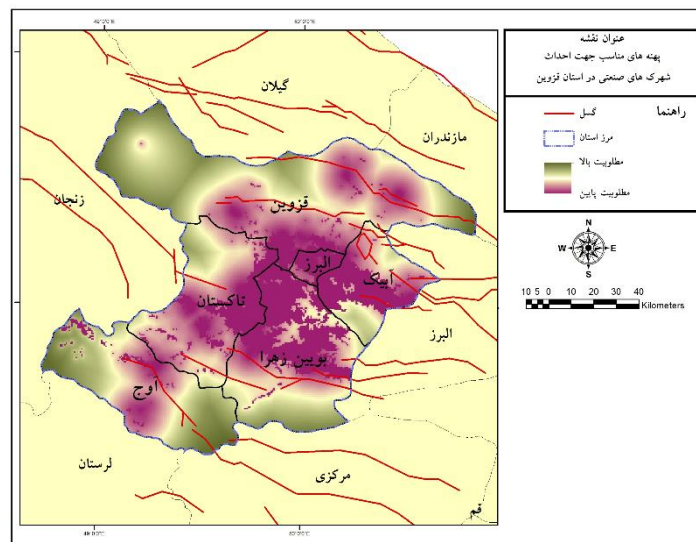 عنوان نقشه
پهنه های مناسب جهت احداث
شهرک های صنعتی در استان قزوین
راهنما
گسل
مرز استان
مطلوبیت بالا
مطلوبیت پایین
N
W E
S
10 5 0 10 20 30 40
Kilometers
گیلان
مازندران
زنجان
قزوین
البرز
آبیک
تاکستان
البرز
بویین زهرا
آوج
لرستان
مرکزی
قم